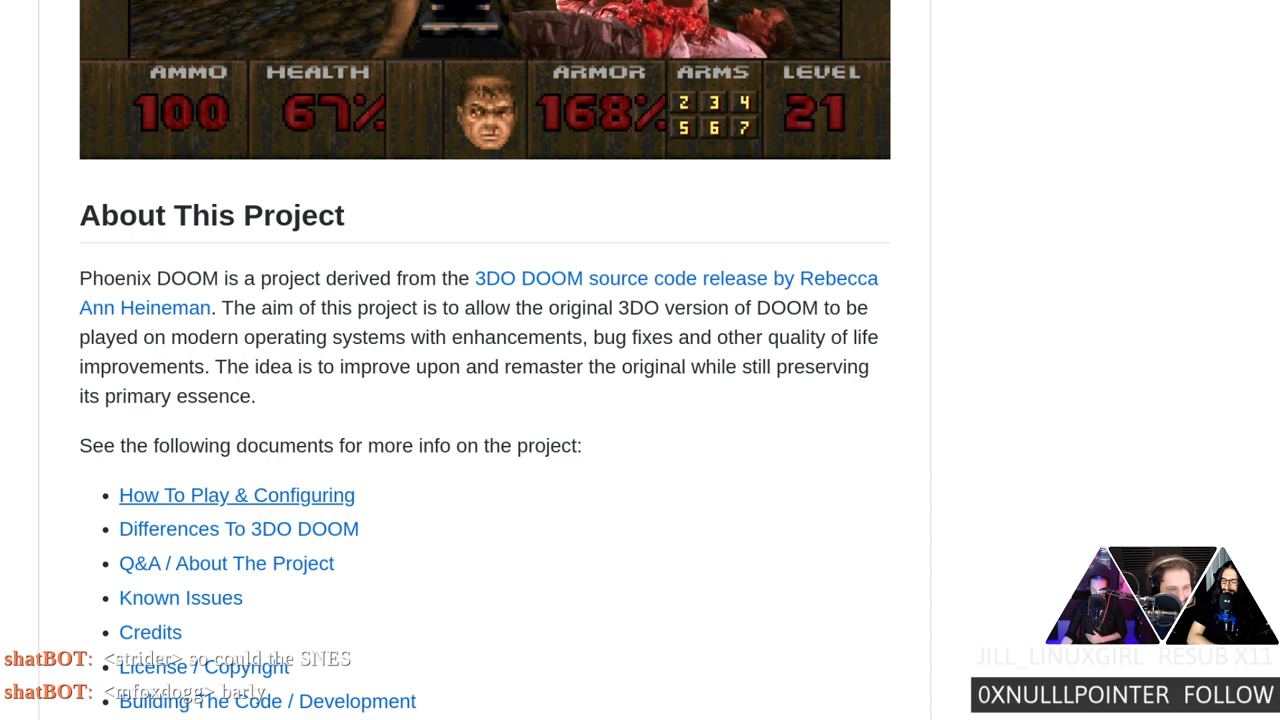 AMMO HEALTH ARMOR ARMS LEVEL
100 67% 168% 2 3 4 21
5 6 7
About This Project
Phoenix DOOM is a project derived from the 3DO DOOM source code release by Rebecca
Ann Heineman. The aim of this project is to allow the original 3DO version of DOOM to be
played on modern operating systems with enhancements, bug fixes and other quality of life
improvements. The idea is to improve upon and remaster the original while still preserving
its primary essence.
See the following documents for more info on the project:
How To Play & Configuring
Differences To 3DO DOOM
Q&A / About The Project
Known Issues
Credits
License / Copyright
Building The Code / Development
shatBOT: <strider> so could the SNES
shatBOT: <mfoxdogg> barly
JILL_LINUXGIRL RESUB X11
0XNULLLPOINTER FOLLOW